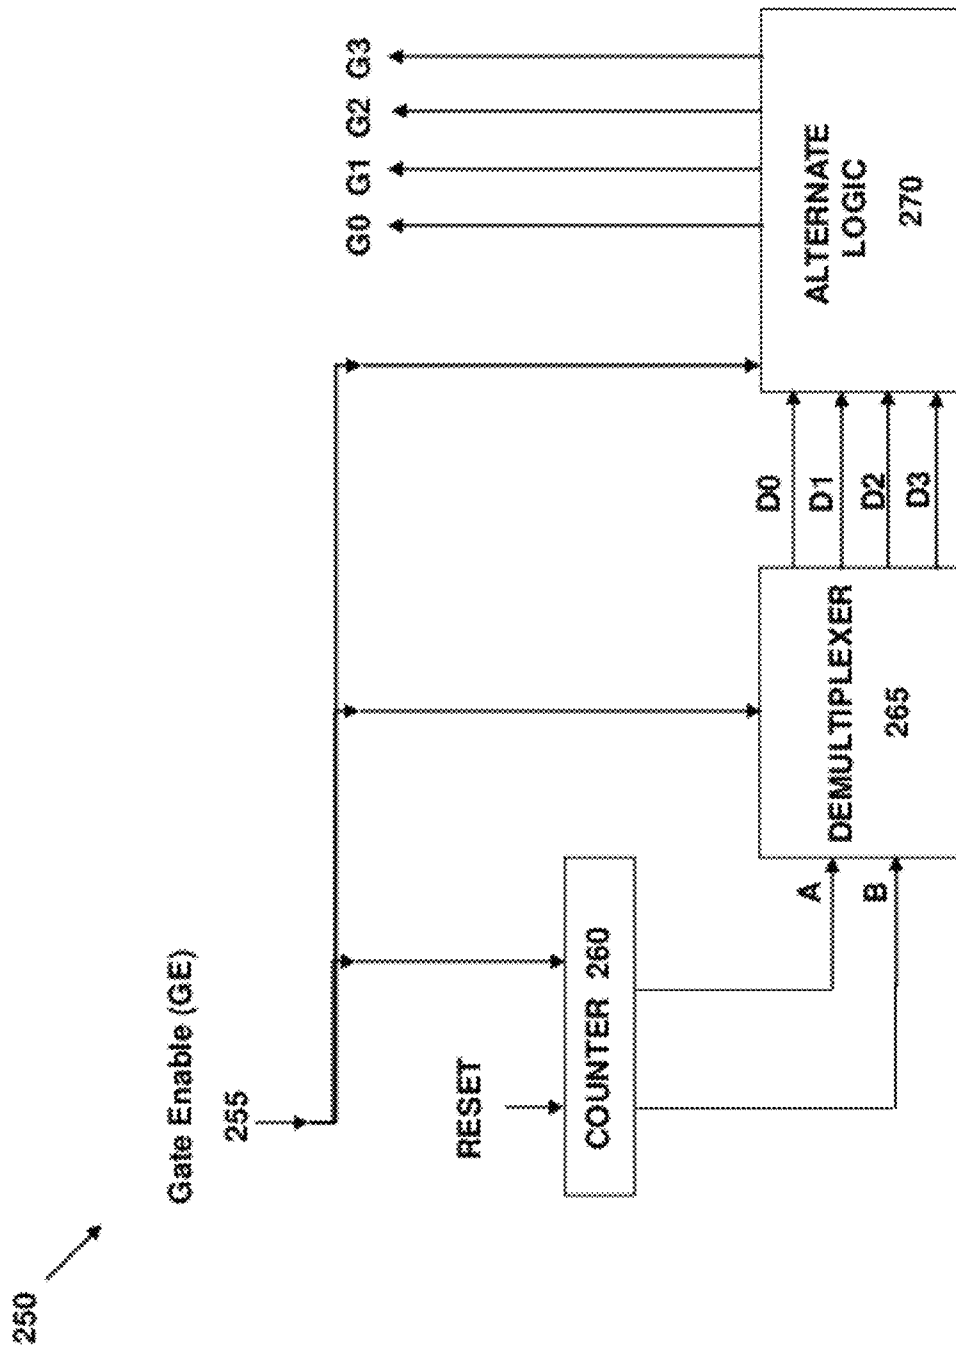 250
Gate Enable (GE)
255
RESET
COUNTER 260
A
B
DEMULTIPLEXER
265
D0
D1
D2
D3
G0
G1
G2
G3
ALTERNATE
LOGIC
270